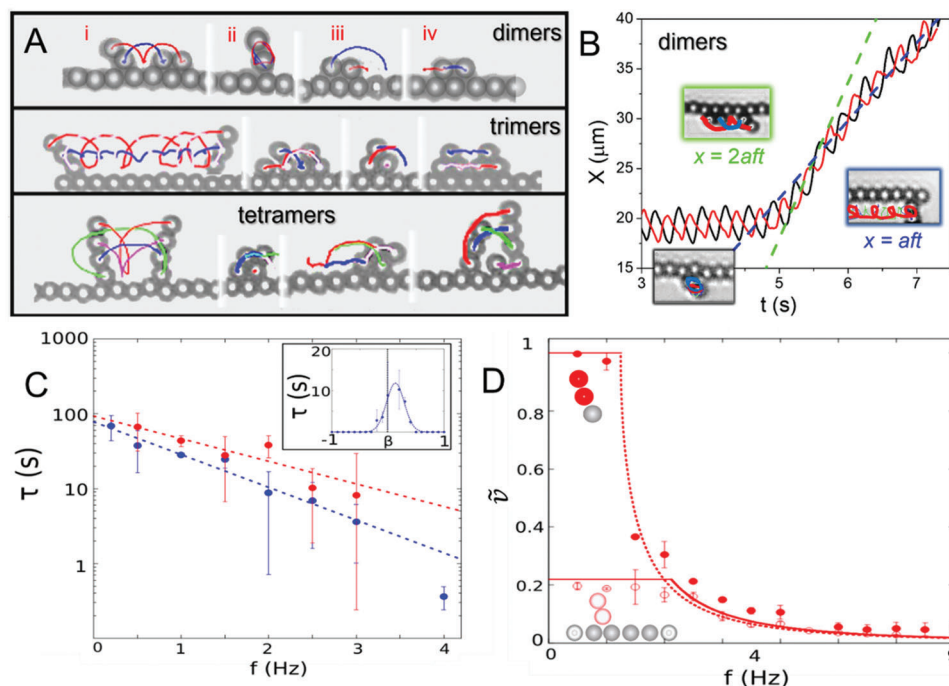 A
i
ii
iii
iv
dimers
trimers
tetramers
B
dimers
40
35
30
25
20
15
X (μm)
x = 2aft
x = aft
3
4
5
6
7
t (s)
C
1000
100
10
1
τ (s)
0
1
2
3
4
f (Hz)
20
10
0
τ (s)
-1
β
1
D
1
0.8
0.6
0.4
0.2
0
ṽ
0
4
f (Hz)